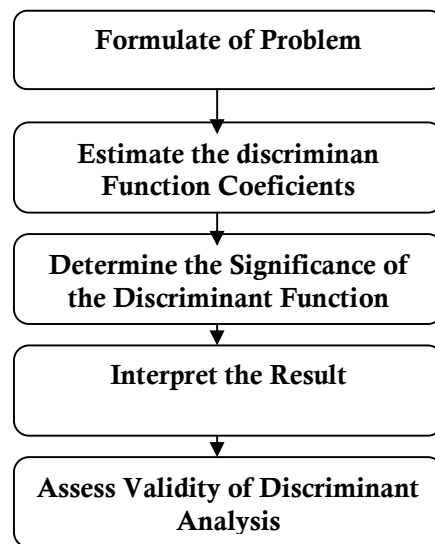 Formulate of Problem
Estimate the discriminan
Function Coeficients
Determine the Significance of
the Discriminant Function
Interpret the Result
Assess Validity of Discriminant
Analysis